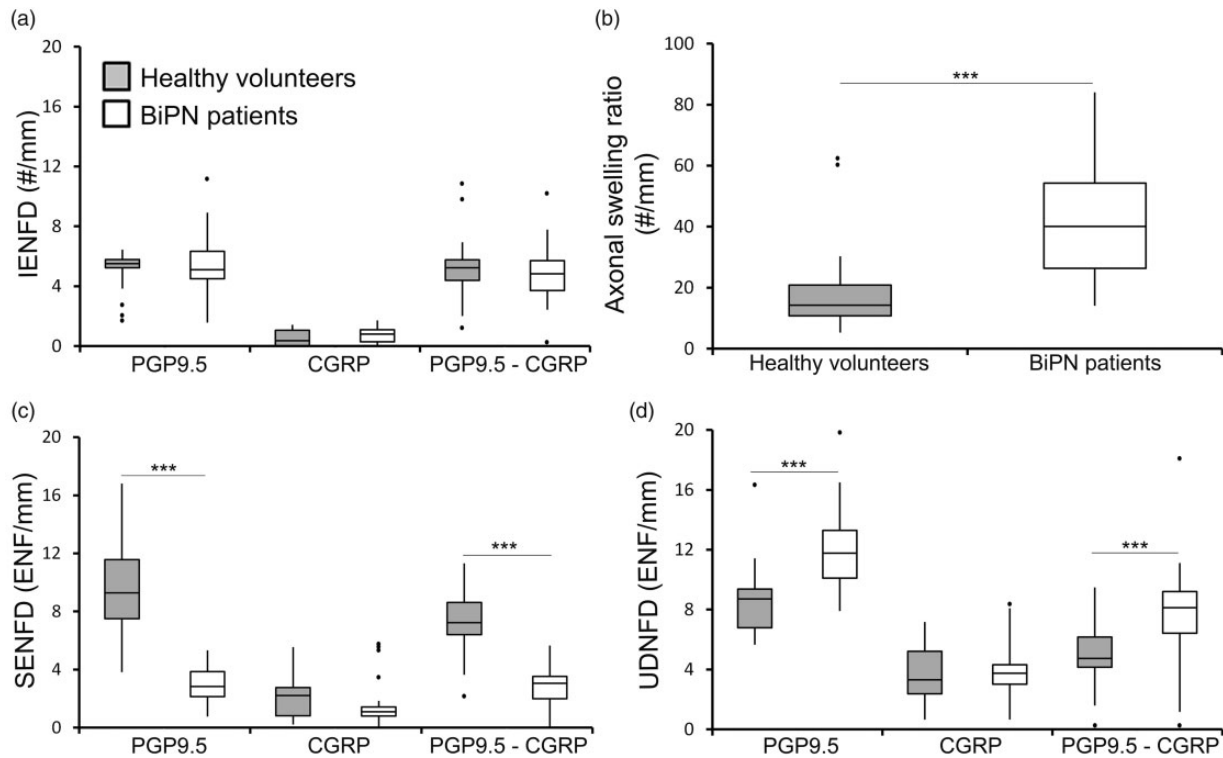 (a)
IENFD (#/mm)
20
16
12
8
4
0
Healthy volunteers
BiPN patients
PGP9.5
CGRP
PGP9.5 - CGRP
(b)
Axonal swelling ratio
(#/mm)
100
80
60
40
20
0
***
Healthy volunteers
BiPN patients
(c)
SENFD (ENF/mm)
20
16
12
8
4
0
***
***
PGP9.5
CGRP
PGP9.5 - CGRP
(d)
UDNFD (ENF/mm)
20
16
12
8
4
0
***
***
PGP9.5
CGRP
PGP9.5 - CGRP